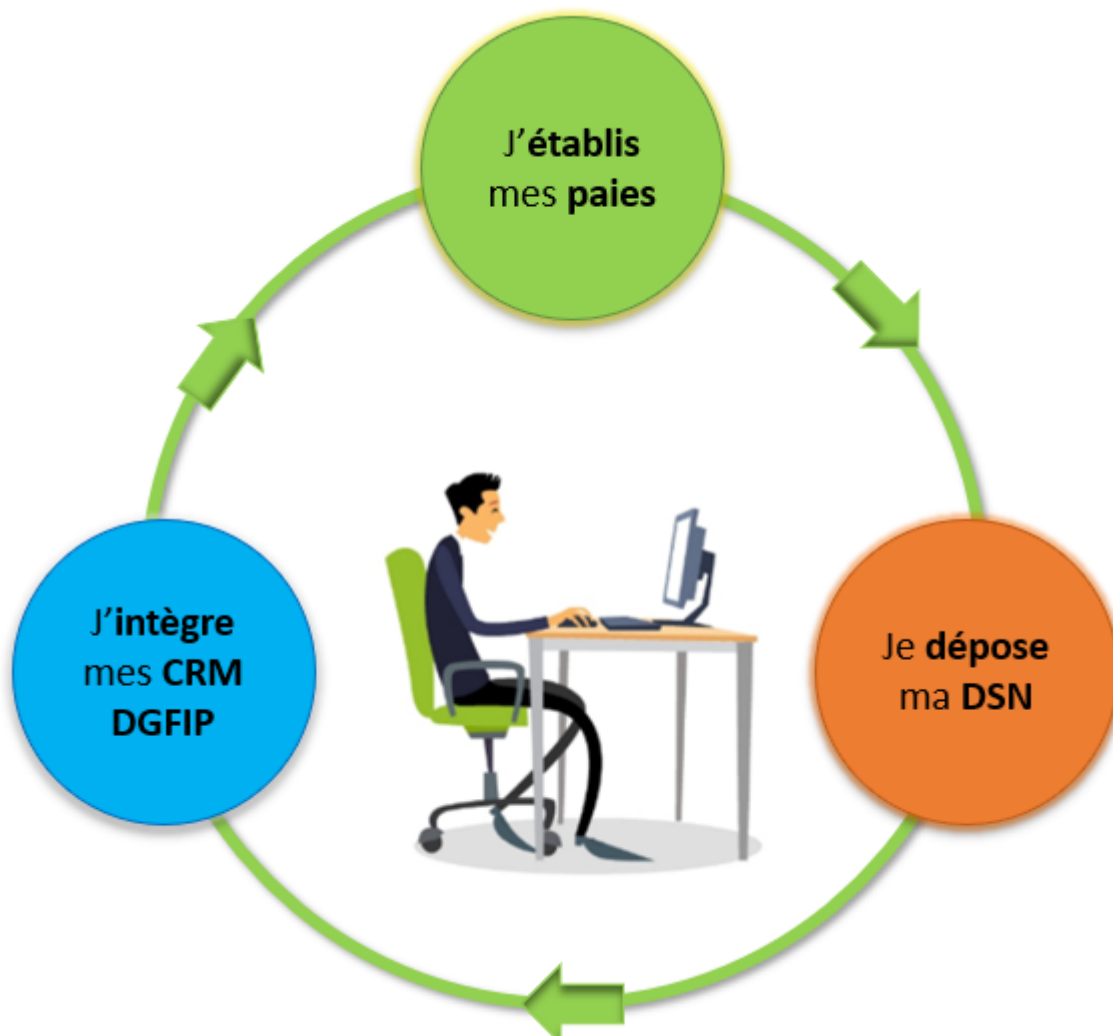 J’établis
mes paies
J’intègre
mes CRM
DGFIP
Je dépose
ma DSN